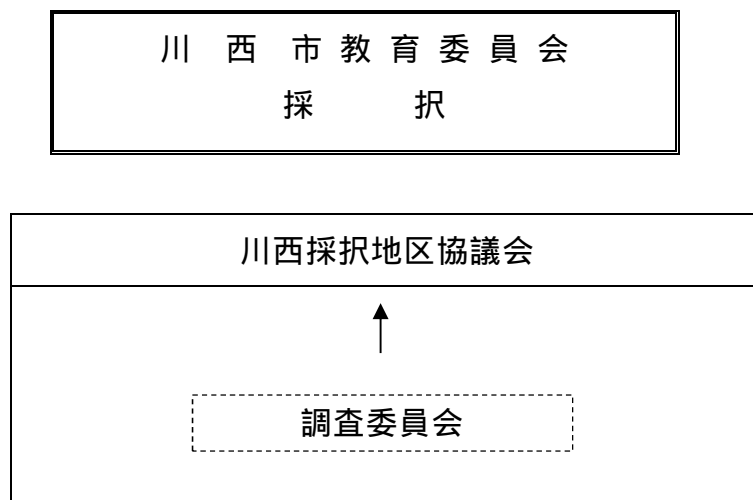 川西市教育委員会
採択
川西採択地区協議会
調査委員会